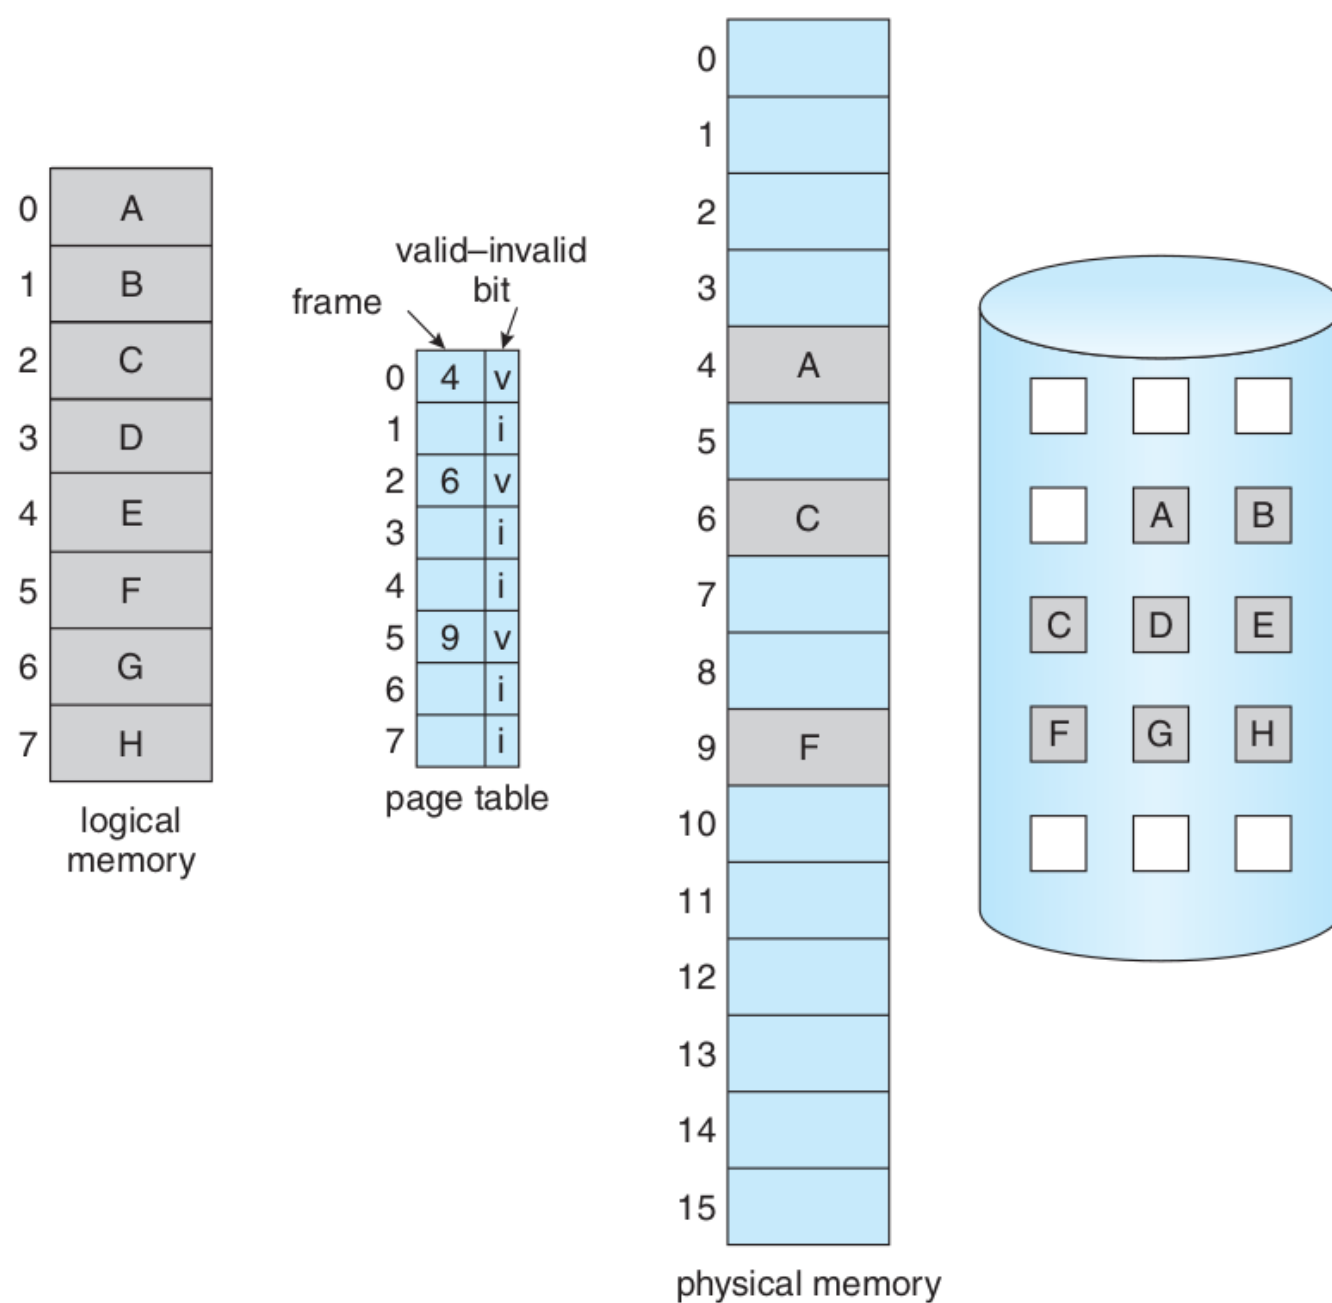 0 A
1 B
2 C
3 D
4 E
5 F
6 G
7 H
logical
memory
valid–invalid
bit
frame
0 4 v
1 i
2 6 v
3 i
4 i
5 9 v
6 i
7 i
page table
0
1
2
3
4 A
5
6 C
7
8
9 F
10
11
12
13
14
15
physical memory
A B
C D E
F G H